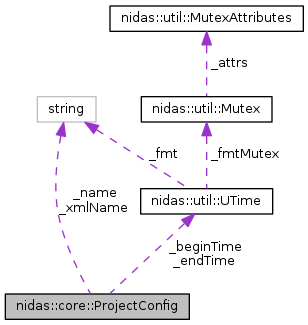 nidas::util::MutexAttributes
_attrs
string
nidas::util::Mutex
_fmt
_fmtMutex
_name
_xmlName
nidas::util::UTime
_beginTime
_endTime
nidas::core::ProjectConfig